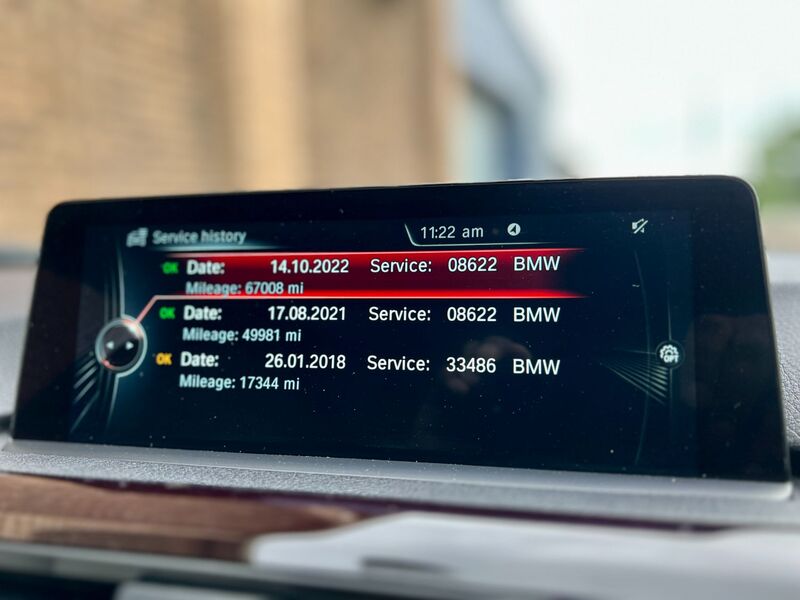 Service history
11:22 am
OK Date: 14.10.2022 Service: 08622 BMW
Mileage: 67008 mi
OK Date: 17.08.2021 Service: 08622 BMW
Mileage: 49981 mi
OK Date: 26.01.2018 Service: 33486 BMW
Mileage: 17344 mi
OPT